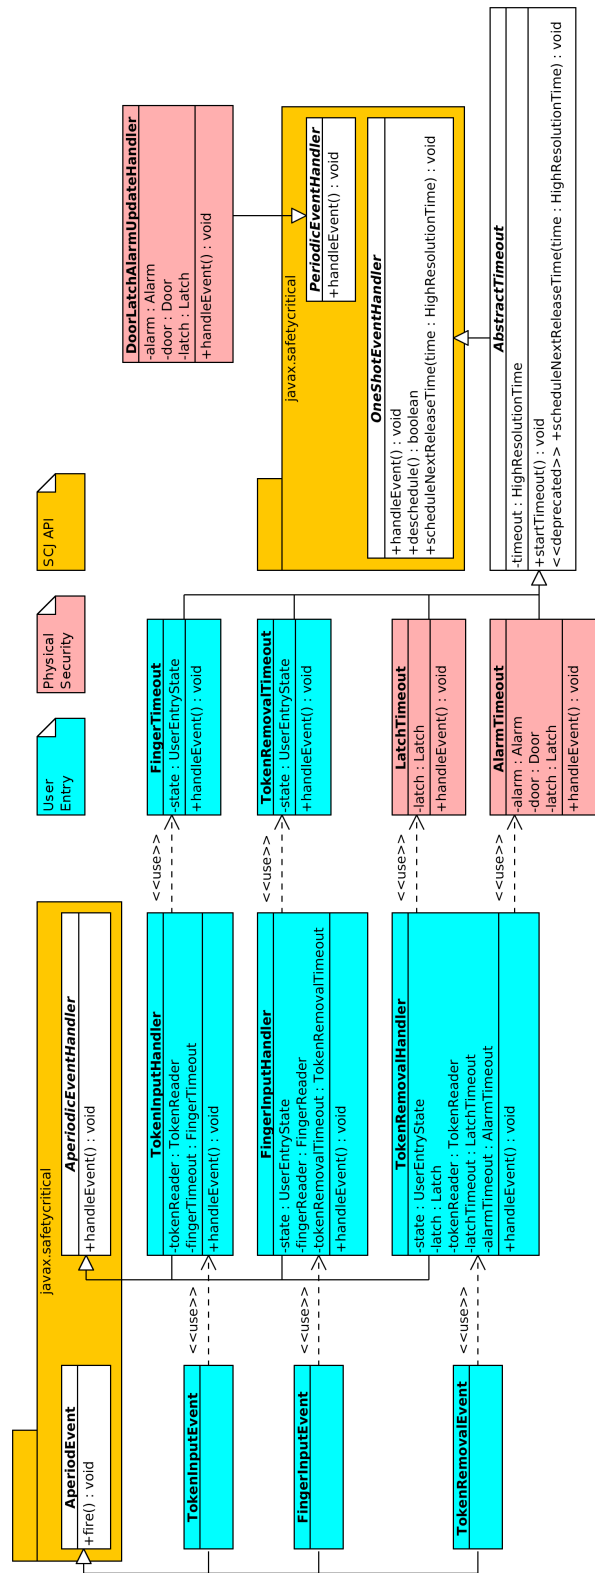 javax.safetycritical
AperiodEvent
+fire() : void
AperiodicEventHandler
+handleEvent() : void
User
Entry
Physical
Security
SCJ API
TokenInputEvent
<<use>>
TokenInputHandler
-tokenReader : TokenReader
-fingerTimeout : FingerTimeout
+handleEvent() : void
<<use>>
FingerTimeout
-state : UserEntryState
+handleEvent() : void
DoorLatchAlarmUpdateHandler
-alarm : Alarm
-door : Door
-latch : Latch
+handleEvent() : void
FingerInputEvent
<<use>>
FingerInputHandler
-state : UserEntryState
-fingerReader : FingerReader
-tokenRemovalTimeout : TokenRemovalTimeout
+handleEvent() : void
<<use>>
TokenRemovalTimeout
-state : UserEntryState
+handleEvent() : void
javax.safetycritical
PeriodicEventHandler
+handleEvent() : void
OneShotEventHandler
+handleEvent() : void
+deschedule() : boolean
+scheduleNextReleaseTime(time : HighResolutionTime) : void
TokenRemovalEvent
<<use>>
TokenRemovalHandler
-state : UserEntryState
-latch : Latch
-tokenReader : TokenReader
-latchTimeout : LatchTimeout
-alarmTimeout : AlarmTimeout
+handleEvent() : void
<<use>>
LatchTimeout
-latch : Latch
+handleEvent() : void
<<use>>
AlarmTimeout
-alarm : Alarm
-door : Door
-latch : Latch
+handleEvent() : void
AbstractTimeout
-timeout : HighResolutionTime
+startTimeout() : void
<<deprecated>> +scheduleNextReleaseTime(time : HighResolutionTime) : void